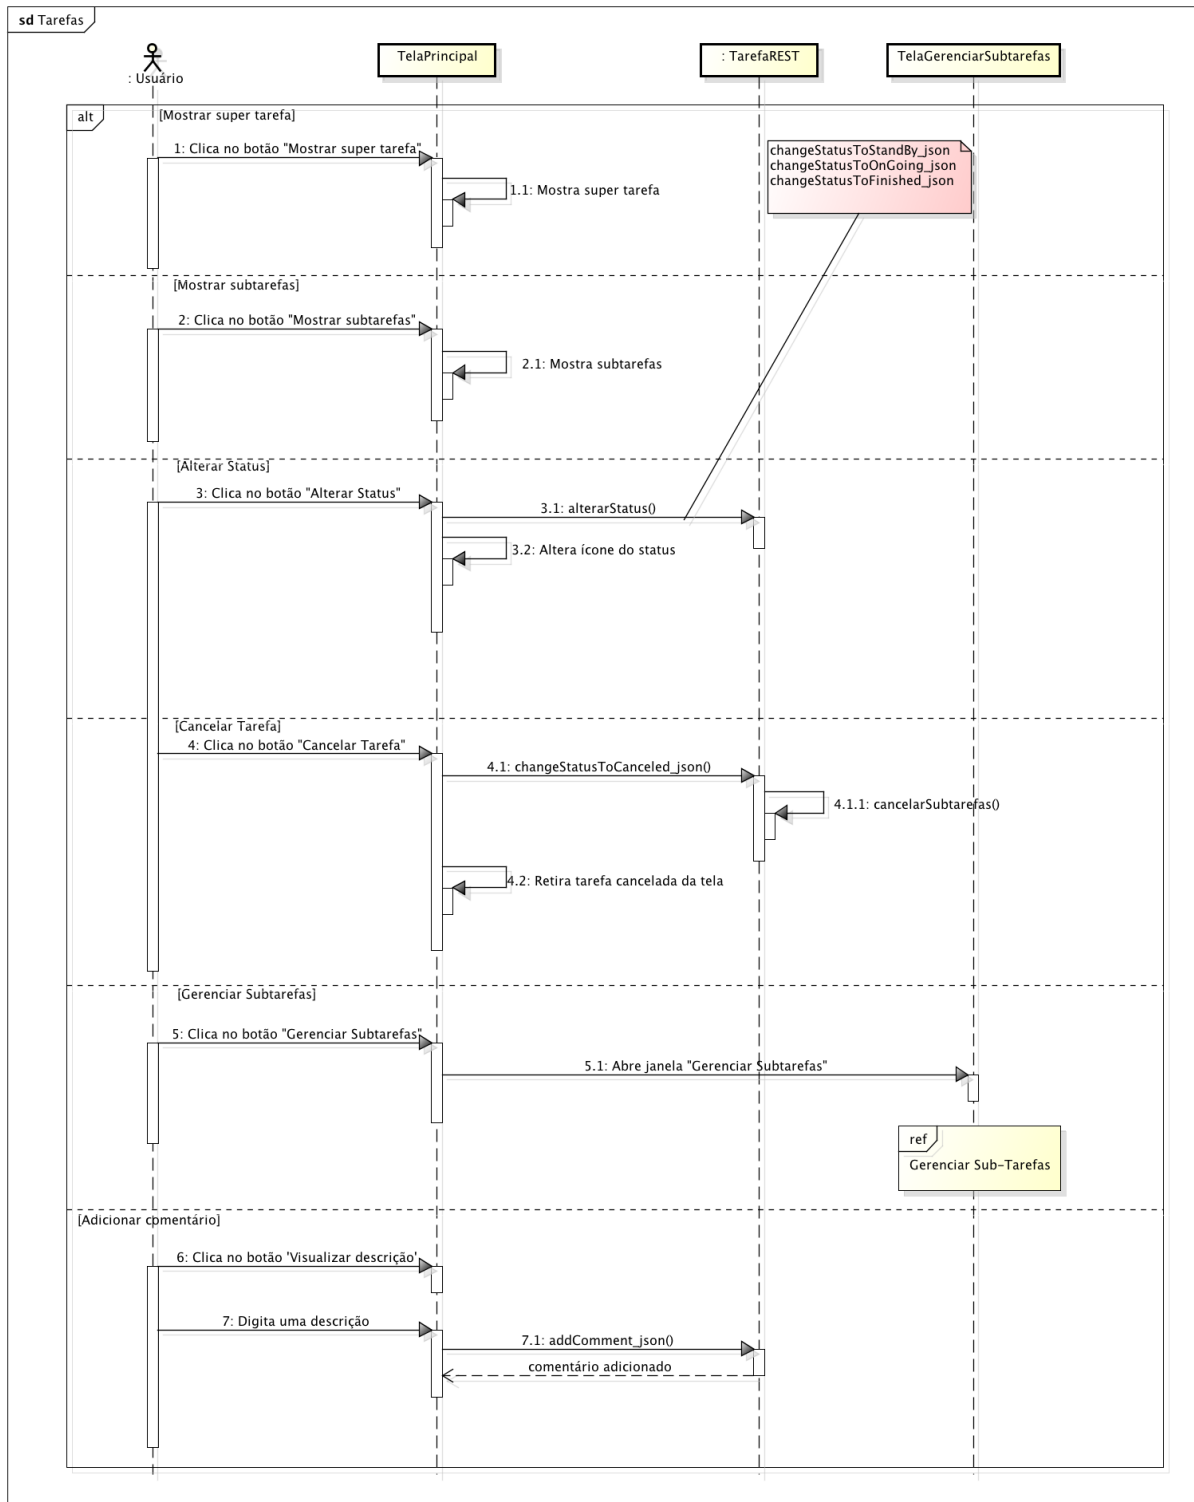 sd Tarefas
: Usuário
TelaPrincipal
: TarefaREST
TelaGerenciarSubtarefas
alt
[Mostrar super tarefa]
1: Clica no botão "Mostrar super tarefa"
1.1: Mostra super tarefa
changeStatusToStandBy_json
changeStatusToOnGoing_json
changeStatusToFinished_json
[Mostrar subtarefas]
2: Clica no botão "Mostrar subtarefas"
2.1: Mostra subtarefas
[Alterar Status]
3: Clica no botão "Alterar Status"
3.1: alterarStatus()
3.2: Altera ícone do status
[Cancelar Tarefa]
4: Clica no botão "Cancelar Tarefa"
4.1: changeStatusToCanceled_json()
4.1.1: cancelarSubtarefas()
4.2: Retira tarefa cancelada da tela
[Gerenciar Subtarefas]
5: Clica no botão "Gerenciar Subtarefas"
5.1: Abre janela "Gerenciar Subtarefas"
ref
Gerenciar Sub-Tarefas
[Adicionar comentário]
6: Clica no botão 'Visualizar descrição'
7: Digita uma descrição
7.1: addComment_json()
comentário adicionado